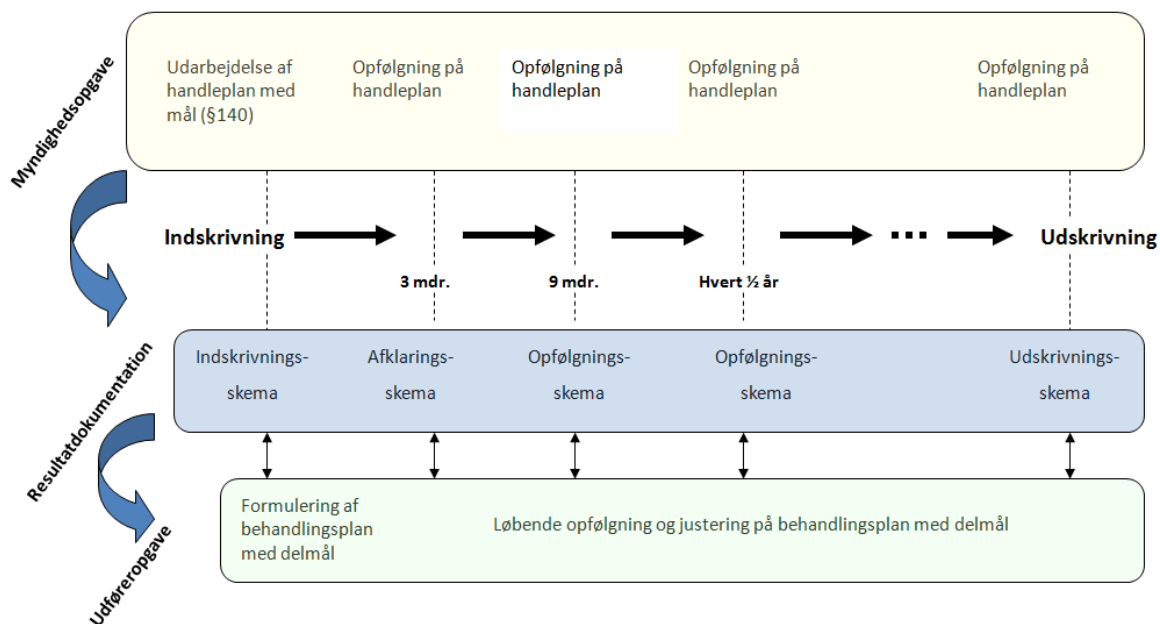 Myndighedsopgave
Udarbejdelse af
handleplan med
mål (§140)
Opfølgning på
handleplan
Opfølgning på
handleplan
Opfølgning på
handleplan
Opfølgning på
handleplan
Indskrivning
Udskrivning
3 mdr.
9 mdr.
Hvert ½ år
Resultatdokumentation
Indskrivnings-
skema
Afklarings-
skema
Opfølgnings-
skema
Opfølgnings-
skema
Udskrivnings-
skema
Udføreropgave
Formulering af
behandlingsplan
med delmål
Løbende opfølgning og justering på behandlingsplan med delmål